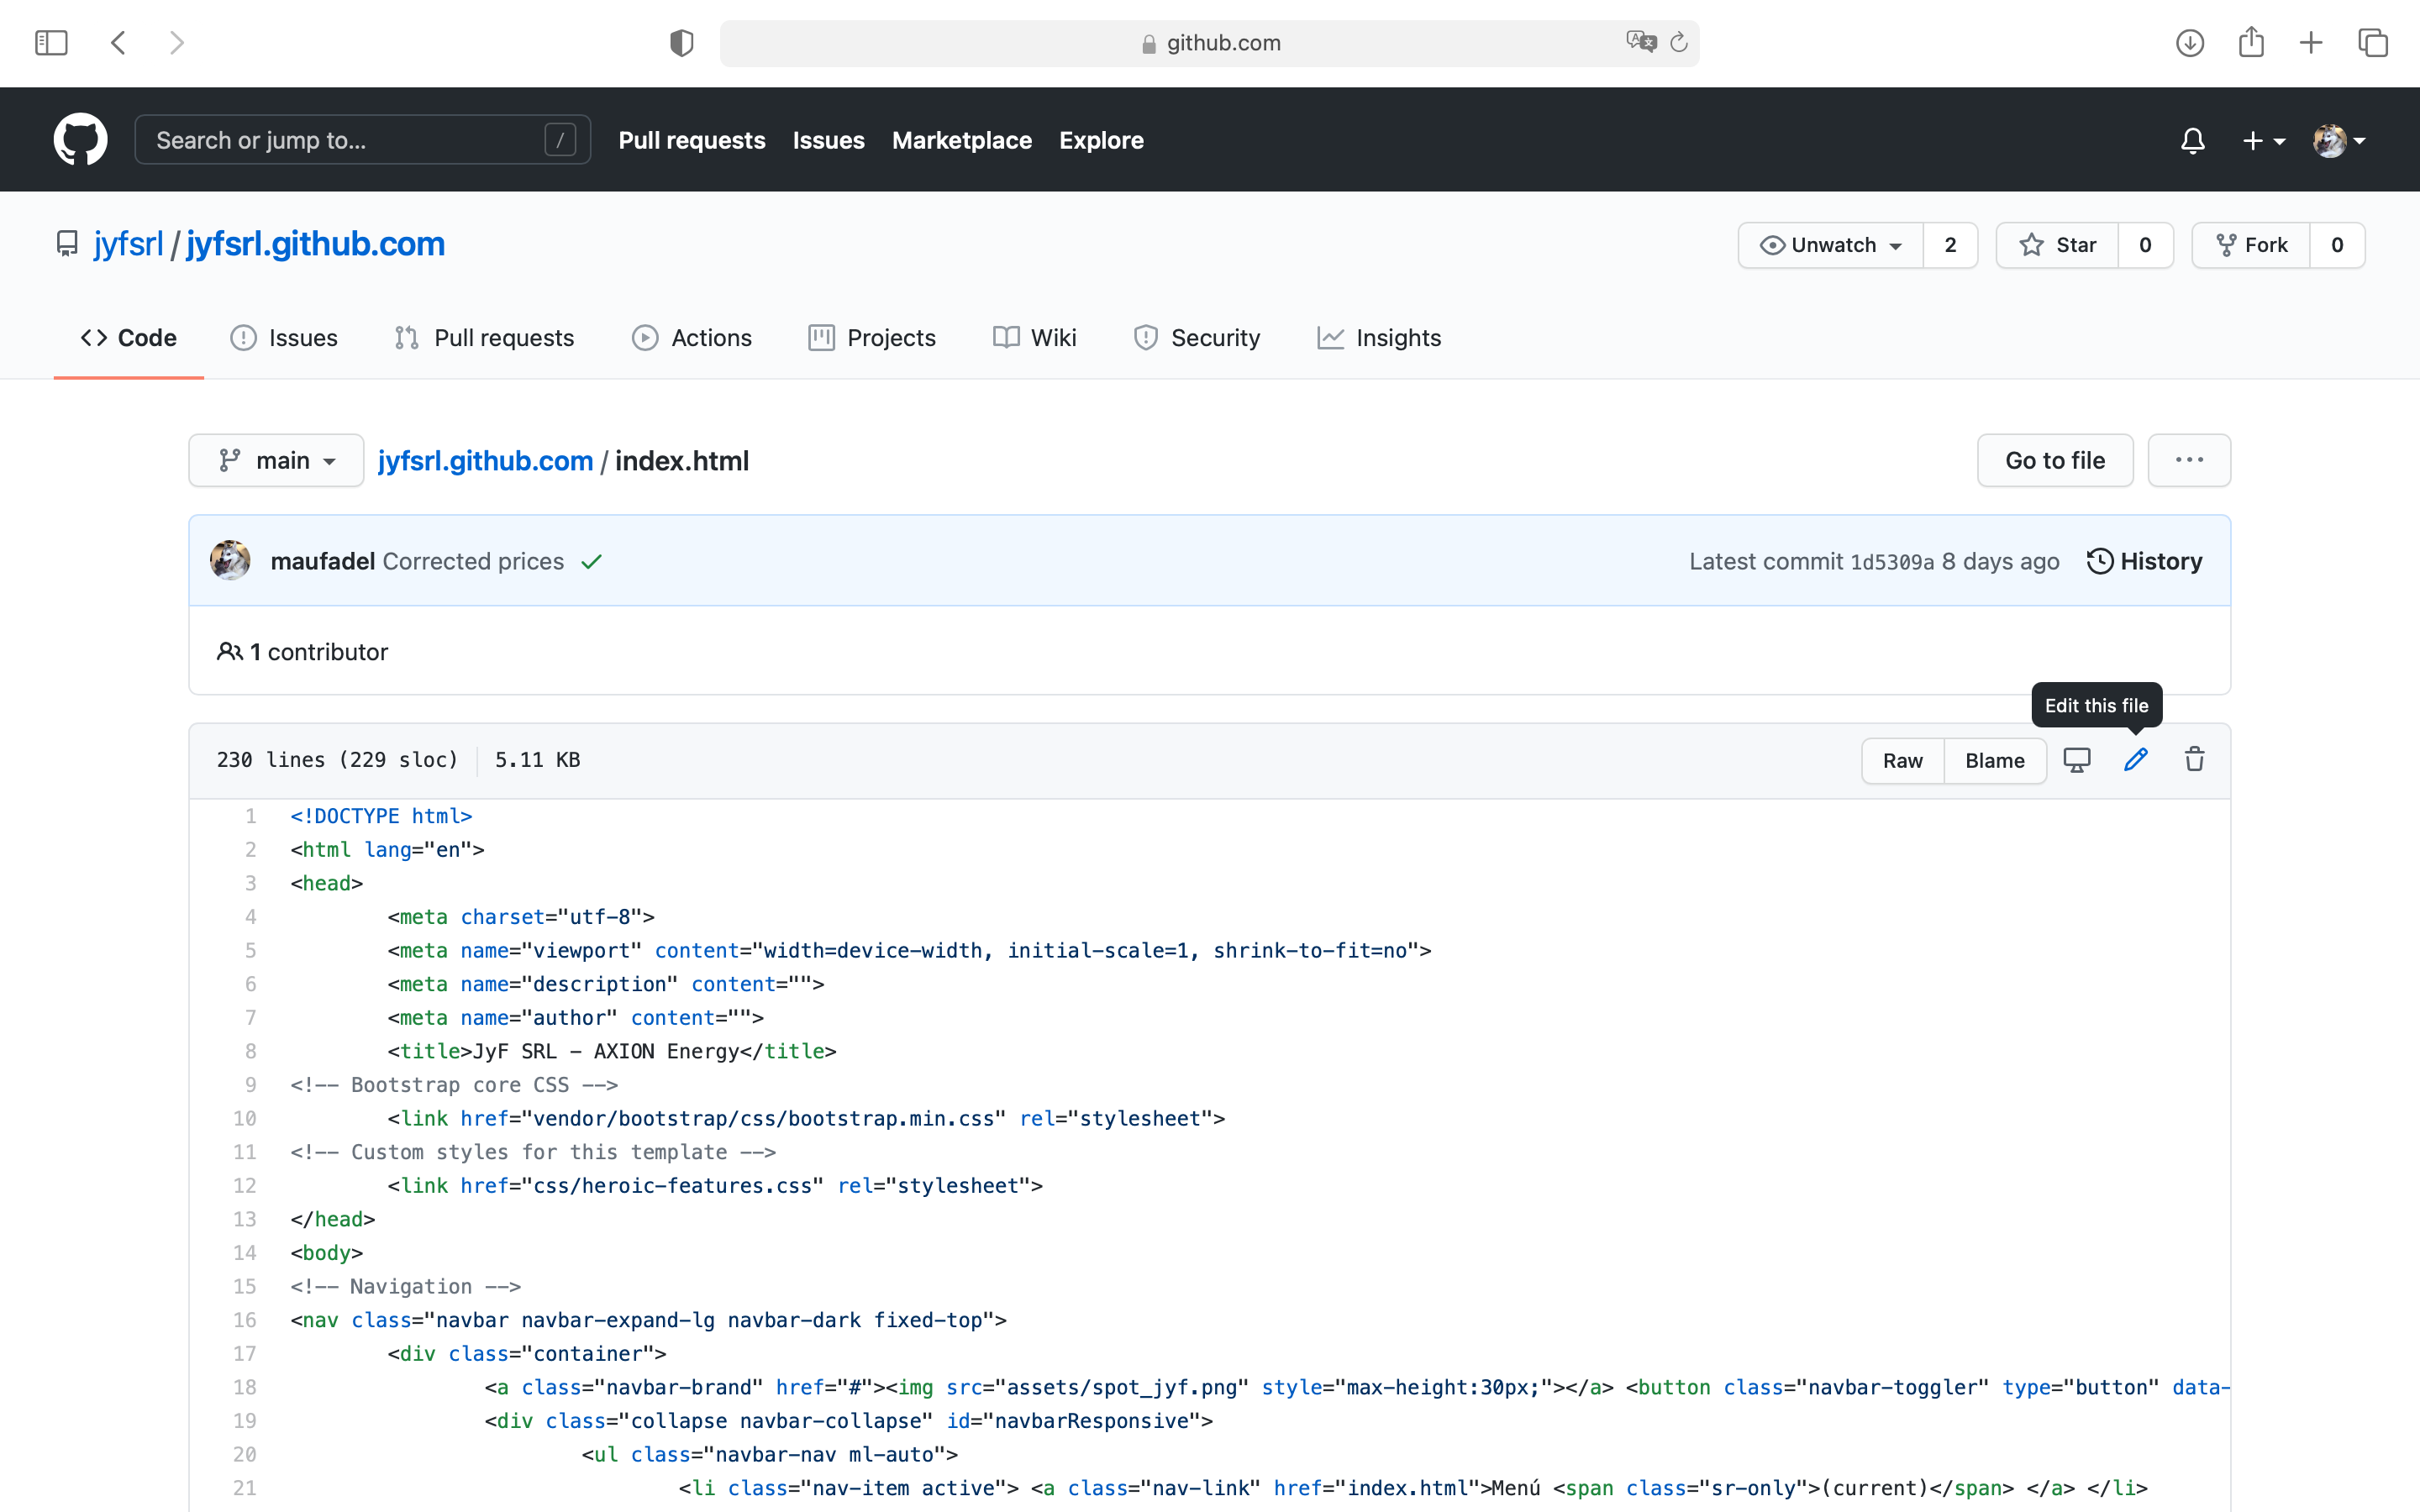 github.com
Search or jump to... / Pull requests Issues Marketplace Explore
jyfsrl / jyfsrl.github.com Unwatch 2 Star 0 Fork 0
Code Issues Pull requests Actions Projects Wiki Security Insights
main jyfsrl.github.com / index.html Go to file ...
maufadel Corrected prices Latest commit 1d5309a 8 days ago History
1 contributor
Edit this file
230 lines (229 sloc) 5.11 KB Raw Blame
1 <!DOCTYPE html>
2 <html lang="en">
3 <head>
4 <meta charset="utf-8">
5 <meta name="viewport" content="width=device-width, initial-scale=1, shrink-to-fit=no">
6 <meta name="description" content="">
7 <meta name="author" content="">
8 <title>JyF SRL - AXION Energy</title>
9 <!-- Bootstrap core CSS -->
10 <link href="vendor/bootstrap/css/bootstrap.min.css" rel="stylesheet">
11 <!-- Custom styles for this template -->
12 <link href="css/heroic-features.css" rel="stylesheet">
13 </head>
14 <body>
15 <!-- Navigation -->
16 <nav class="navbar navbar-expand-lg navbar-dark fixed-top">
17 <div class="container">
18 <a class="navbar-brand" href="#"><img src="assets/spot_jyf.png" style="max-height:30px;"></a> <button class="navbar-toggler" type="button" data-
19 <div class="collapse navbar-collapse" id="navbarResponsive">
20 <ul class="navbar-nav ml-auto">
21 <li class="nav-item active"> <a class="nav-link" href="index.html">Menú <span class="sr-only">(current)</span> </a> </li>